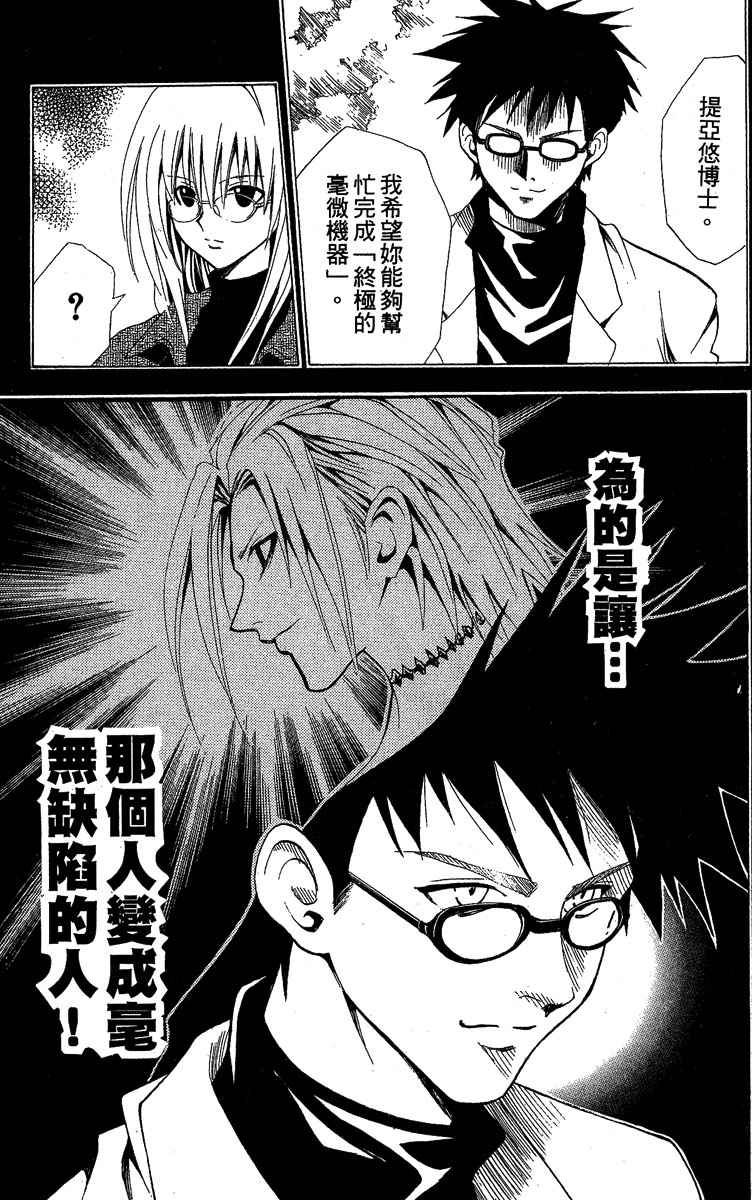 提亞悠博士。
我希望妳能夠幫
忙完成「終極的
毫微機器」。
？
為的是讓…
那個人變成毫
無缺陷的人！